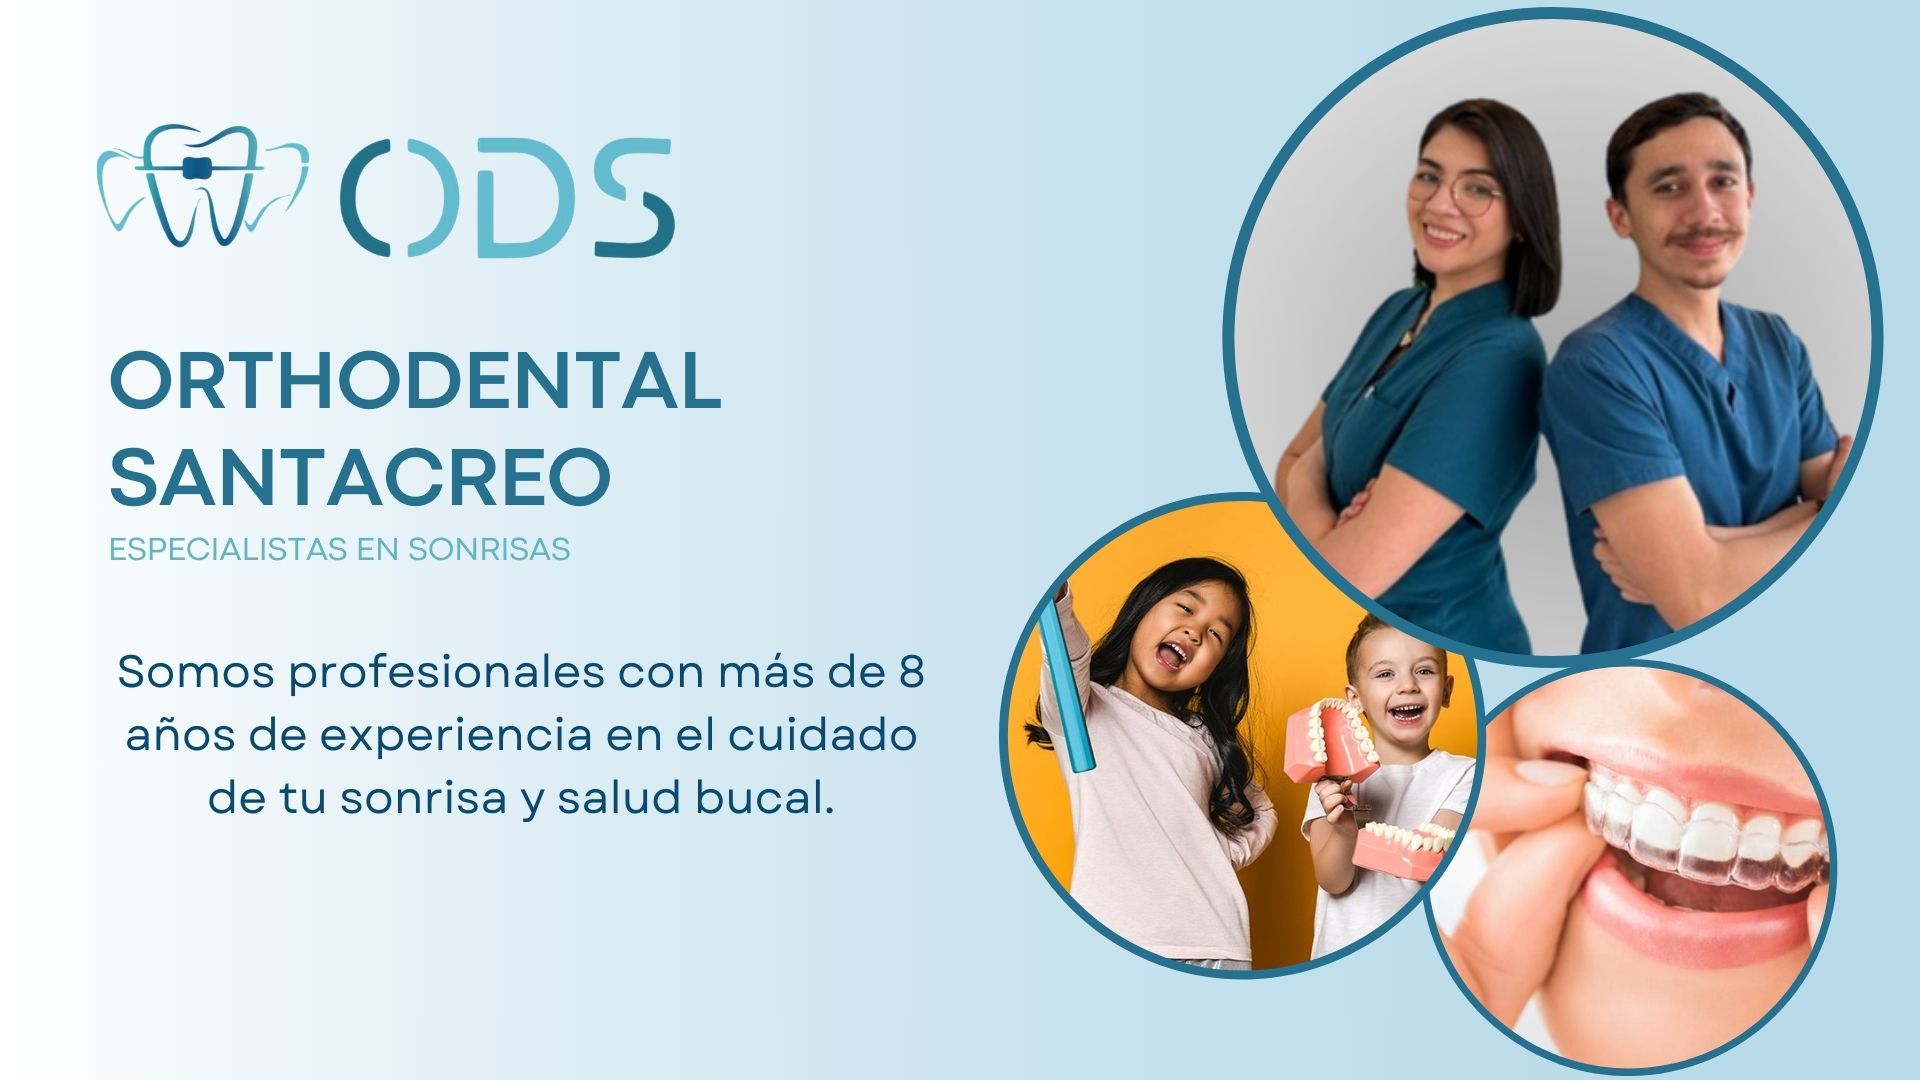 ODS
ORTHODENTAL
SANTACREO
ESPECIALISTAS EN SONRISAS
Somos profesionales con más de 8
años de experiencia en el cuidado
de tu sonrisa y salud bucal.